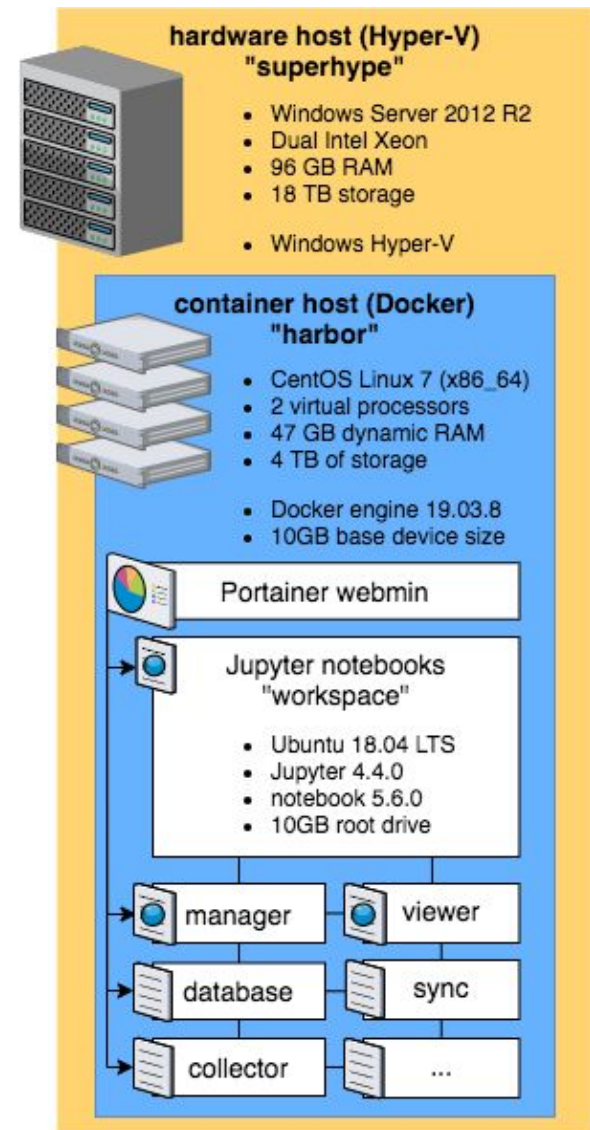 hardware host (Hyper-V)
"superhype"
• Windows Server 2012 R2
• Dual Intel Xeon
• 96 GB RAM
• 18 TB storage
• Windows Hyper-V
container host (Docker)
"harbor"
• CentOS Linux 7 (x86_64)
• 2 virtual processors
• 47 GB dynamic RAM
• 4 TB of storage
• Docker engine 19.03.8
• 10GB base device size
Portainer webmin
Jupyter notebooks
"workspace"
• Ubuntu 18.04 LTS
• Jupyter 4.4.0
• notebook 5.6.0
• 10GB root drive
manager
viewer
database
sync
collector
...